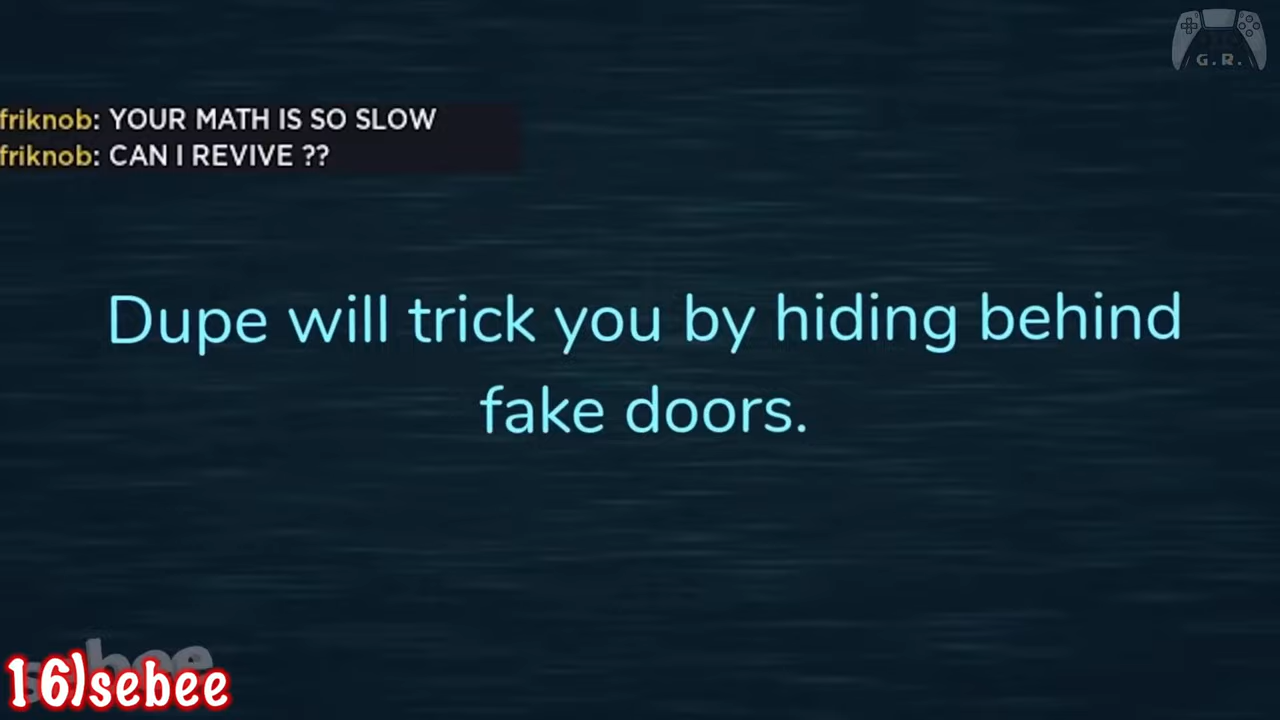 G.R.
friknob: YOUR MATH IS SO SLOW
friknob: CAN I REVIVE ??
Dupe will trick you by hiding behind
fake doors.
sebee
16)sebee